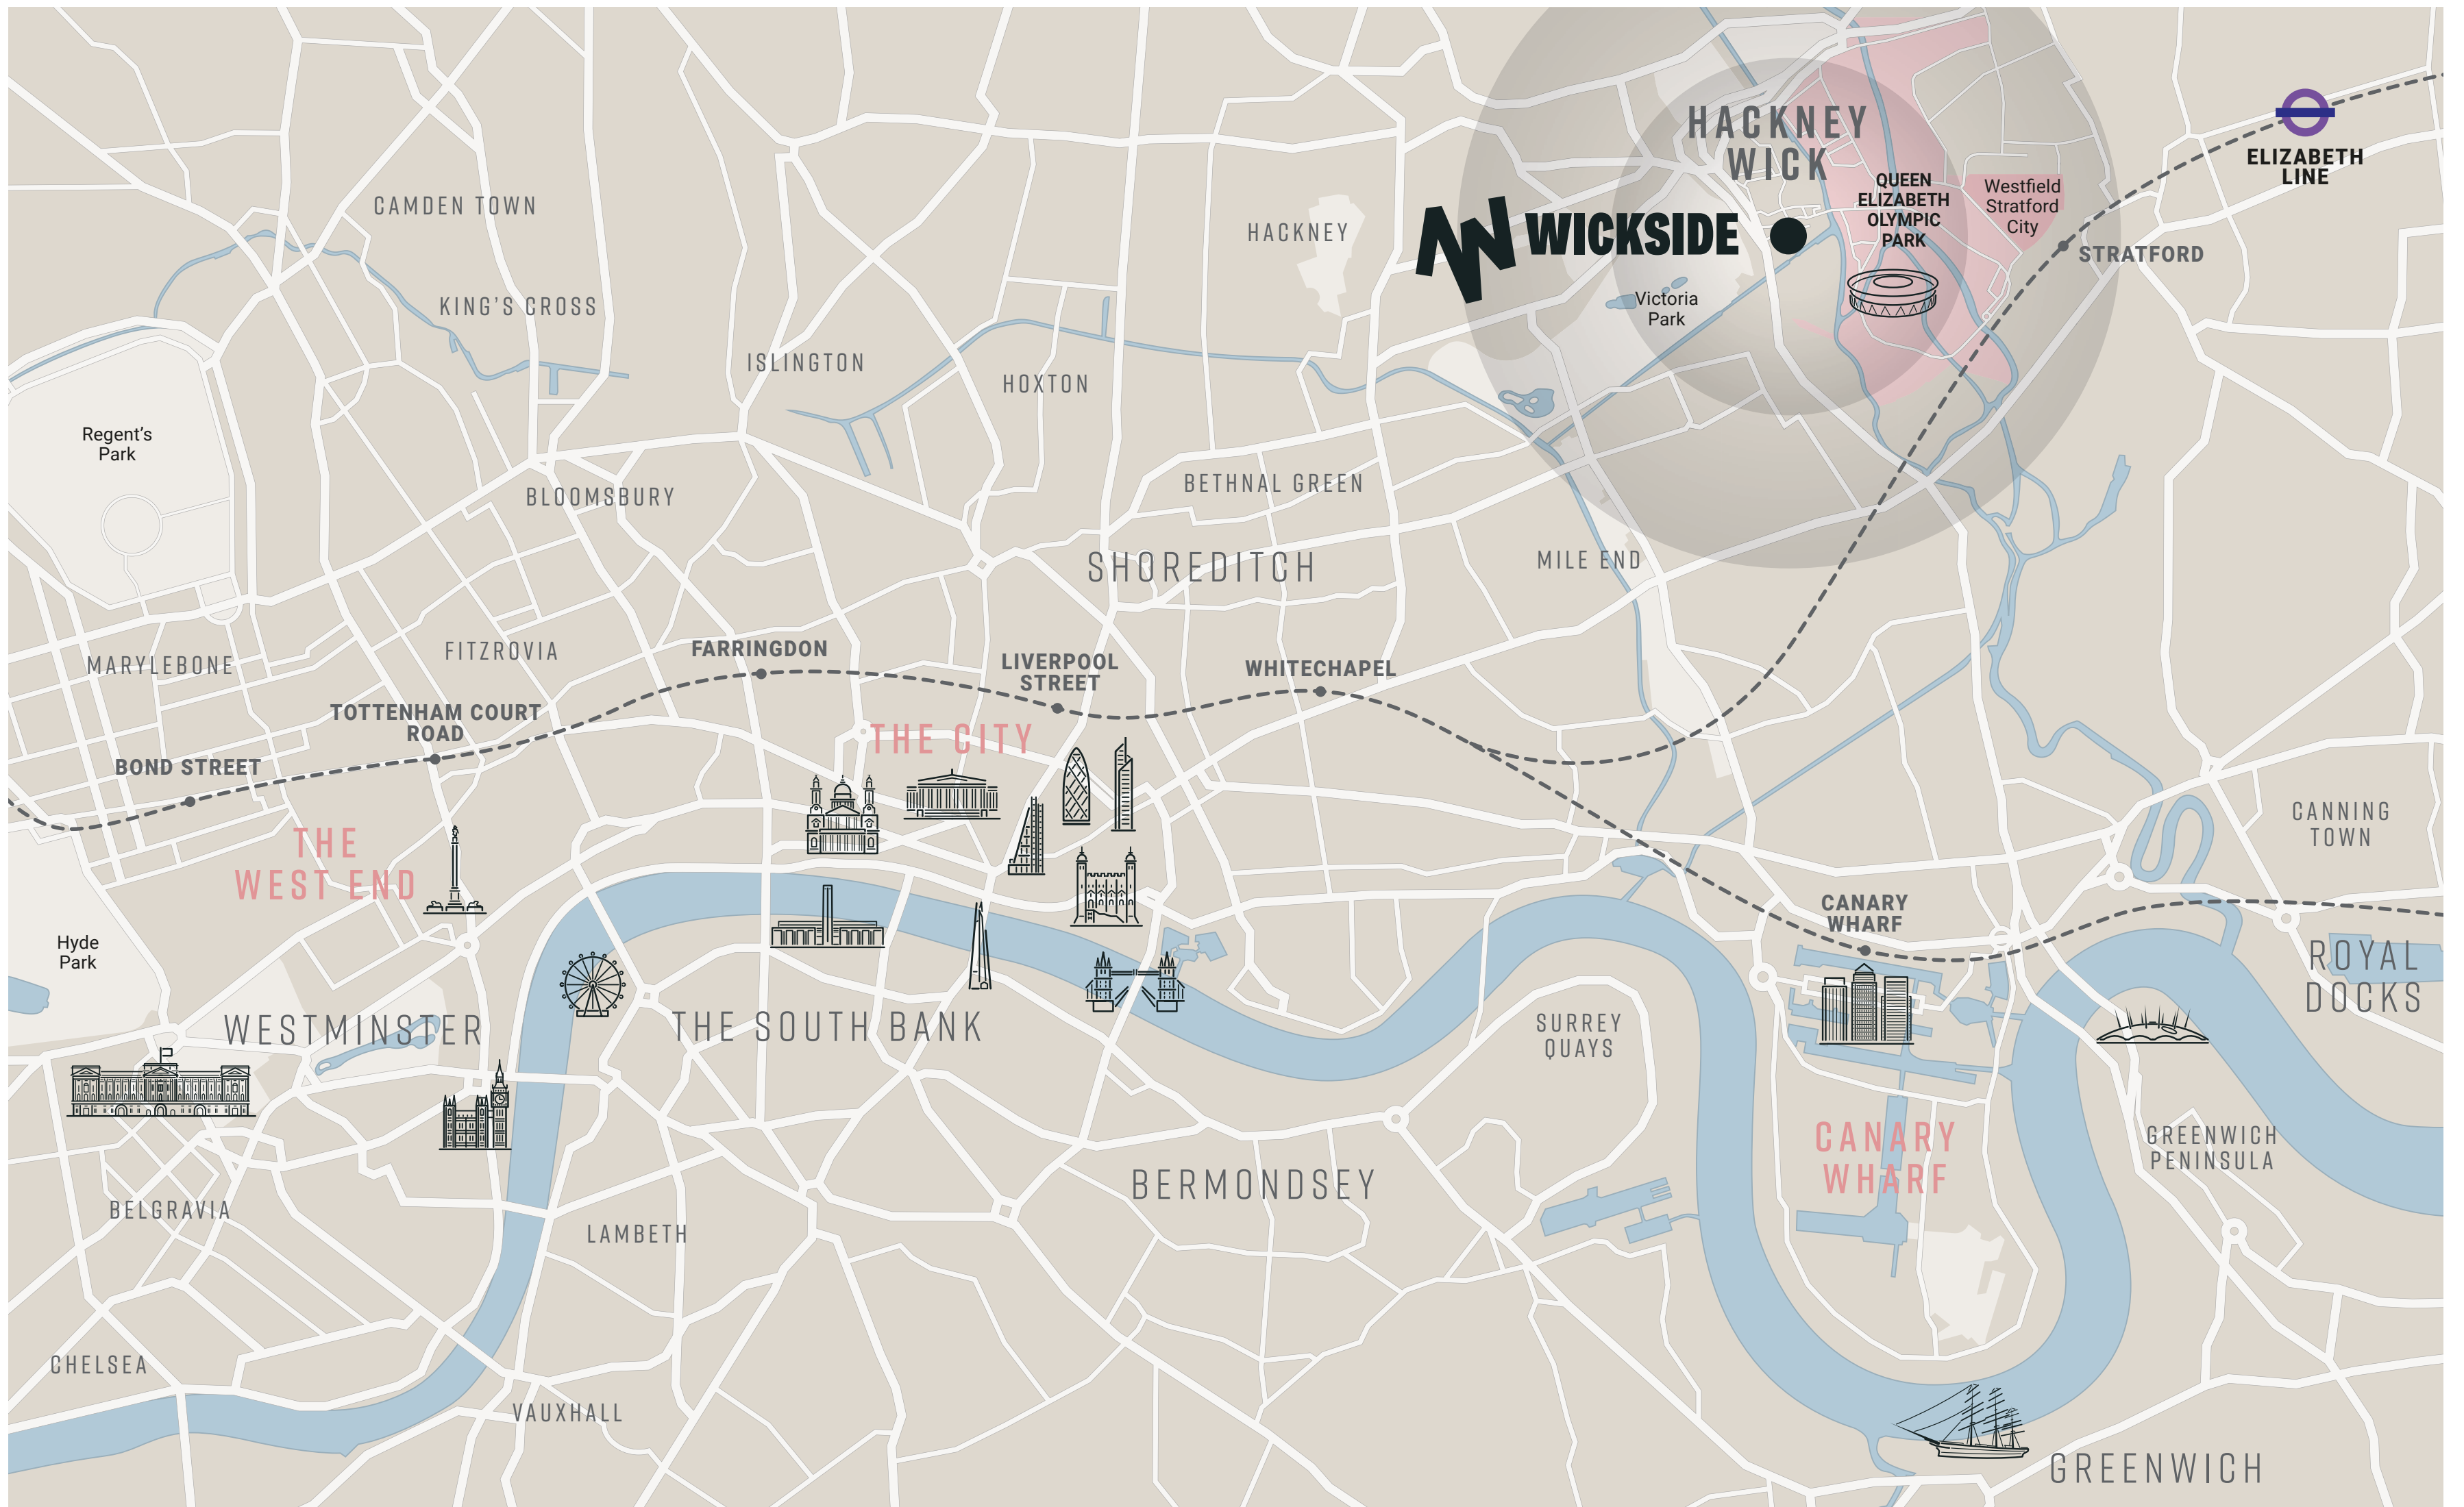 HACKNEY
WICK
ELIZABETH
LINE
QUEEN
ELIZABETH
OLYMPIC
PARK
Westfield
Stratford
City
CAMDEN TOWN
HACKNEY
WICKSIDE
STRATFORD
KING'S CROSS
Victoria
Park
ISLINGTON
HOXTON
Regent's
Park
BLOOMSBURY
BETHNAL GREEN
SHOREDITCH
MILE END
MARYLEBONE
FITZROVIA
FARRINGDON
LIVERPOOL
STREET
WHITECHAPEL
TOTTENHAM COURT
ROAD
THE CITY
BOND STREET
THE
WEST END
CANNING
TOWN
CANARY
WHARF
Hyde
Park
ROYAL
DOCKS
WESTMINSTER
THE SOUTH BANK
SURREY
QUAYS
CANARY
WHARF
GREENWICH
PENINSULA
BERMONDSEY
BELGRAVIA
LAMBETH
CHELSEA
VAUXHALL
GREENWICH